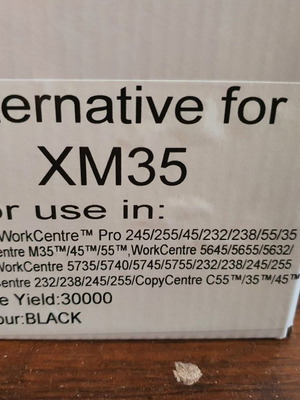 ernative for
XM35
r use in:
WorkCentre™ Pro 245/255/45/232/238/55/35
entre M35™/45™/55™,WorkCentre 5645/5655/5632/
WorkCentre 5735/5740/5745/5755/232/238/245/255
entre 232/238/245/255/CopyCentre C55™/35™/45™
e Yield:30000
our:BLACK